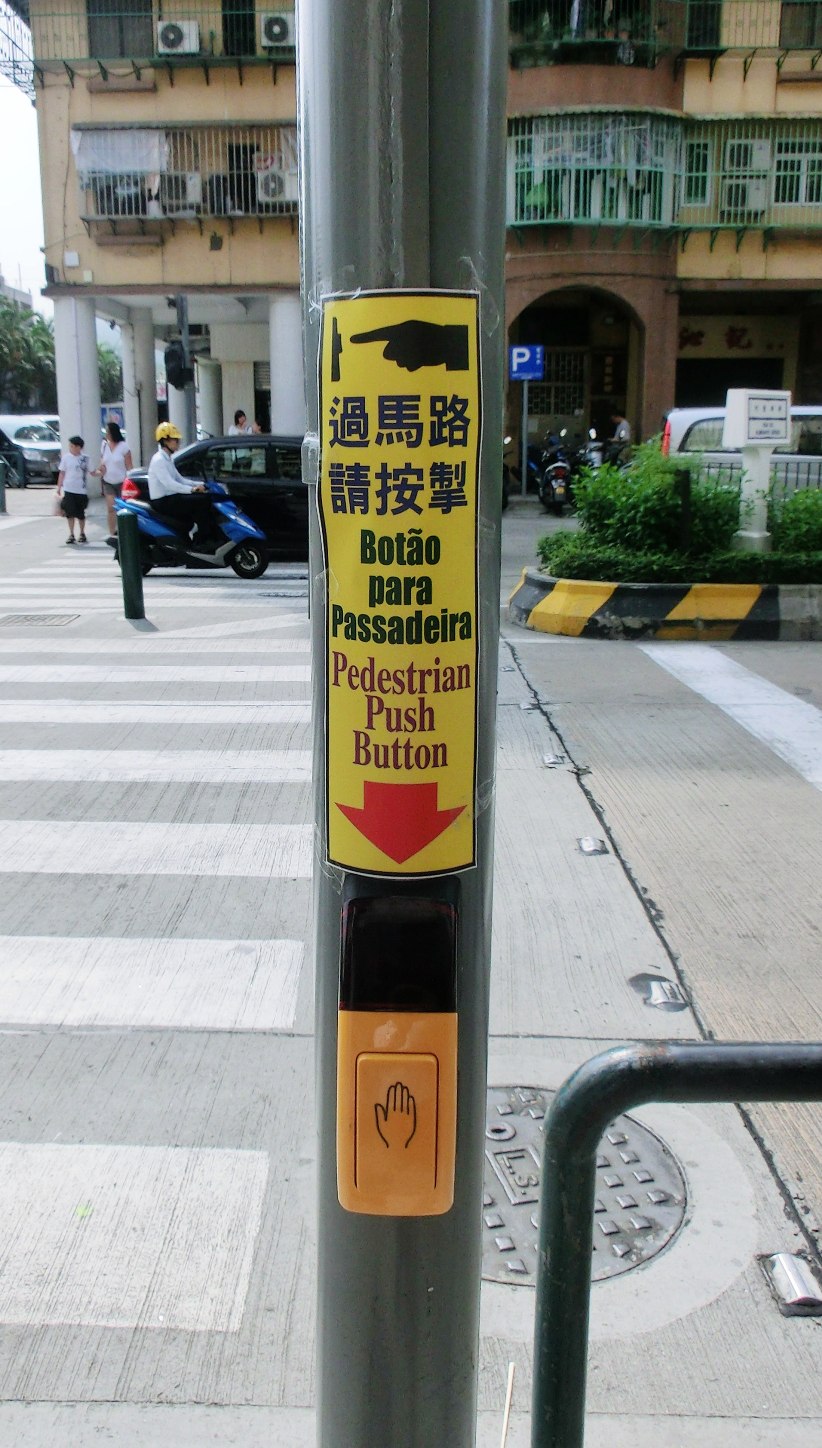 過馬路
請按掣
Botão
para
Passadeira
Pedestrian
Push
Button
P
L.S.